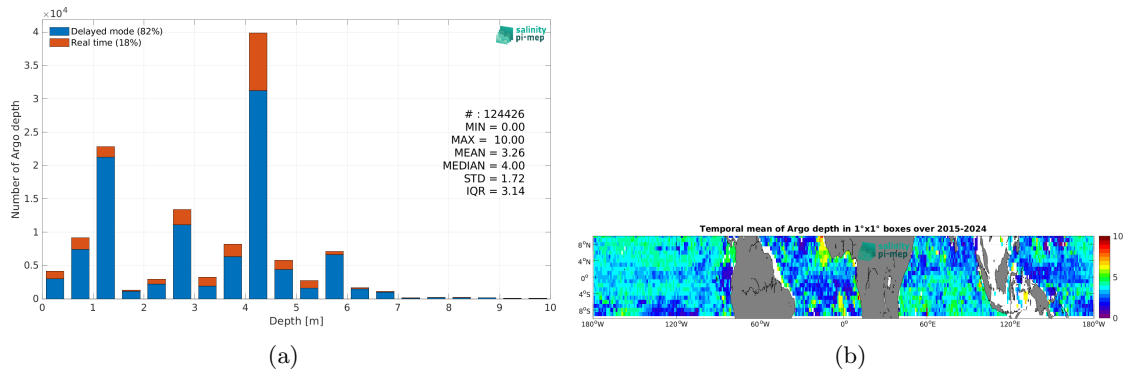 ×10⁴
Delayed mode (82%)
Real time (18%)
salinity
pi-mep
4
3.5
3
2.5
2
1.5
1
0.5
0
Number of Argo depth
# : 124426
MIN = 0.00
MAX = 10.00
MEAN = 3.26
MEDIAN = 4.00
STD = 1.72
IQR = 3.14
0 1 2 3 4 5 6 7 8 9 10
Depth [m]
(a)
Temporal mean of Argo depth in 1°x1° boxes over 2015-2024
salinity
pi-mep
8°N
4°N
0°
4°S
8°S
180°W 120°W 60°W 0° 60°E 120°E 180°W
10
5
0
(b)